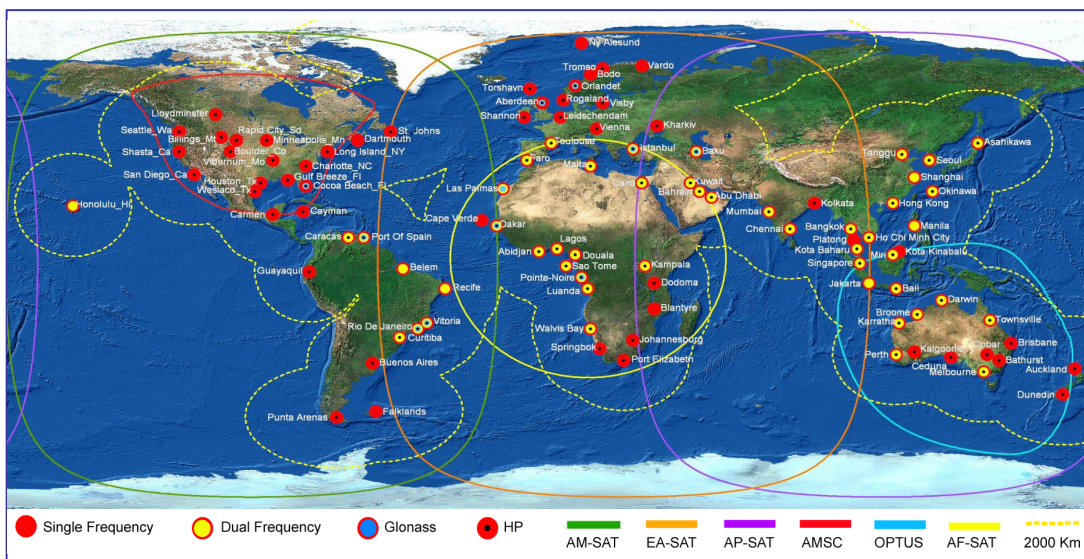 Ny Alesund
Tromso
Vardo
Bodo
Orlandet
Torshavn
Aberdeen
Rogaland
Visby
Shannon
Leidschendam
Vienna
Kharkiv
Lloydminster
Seattle_Wa
Billings_Mt
Rapid City_Sd
Minneapolis_Mn
St. Johns
Dartmouth
Shasta_Ca
Boulder_Co
Long Island_NY
Viburnum_Mo
Charlotte_NC
San Diego_Ca
Houston_Tx
Gulf Breeze_Fl
Weslaco_Tx
Cocoa Beach_Fl
Honolulu_HI
Carmen
Cayman
Toulouse
Istanbul
Baku
Faro
Malta
Las Palmas
Cairo
Kuwait
Bahrain
Abu Dhabi
Cape Verde
Dakar
Tanggu
Seoul
Asahikawa
Shanghai
Okinawa
Hong Kong
Kolkata
Mumbai
Chennai
Bangkok
Manila
Platong
Ho Chi Minh City
Kota Baharu
Miri
Kota Kinabalu
Singapore
Caracas
Port Of Spain
Abidjan
Lagos
Douala
Sao Tome
Kampala
Guayaquil
Belem
Pointe-Noire
Dodoma
Luanda
Recife
Blantyre
Jakarta
Bali
Darwin
Broome
Karratha
Townsville
Rio De Janeiro
Vitoria
Curitiba
Walvis Bay
Springbok
Johannesburg
Port Elizabeth
Buenos Aires
Perth
Kalgoorlie
Cobar
Brisbane
Ceduna
Bathurst
Melbourne
Auckland
Dunedin
Punta Arenas
Falklands
Single Frequency
Dual Frequency
Glonass
HP
AM-SAT
EA-SAT
AP-SAT
AMSC
OPTUS
AF-SAT
2000 Km